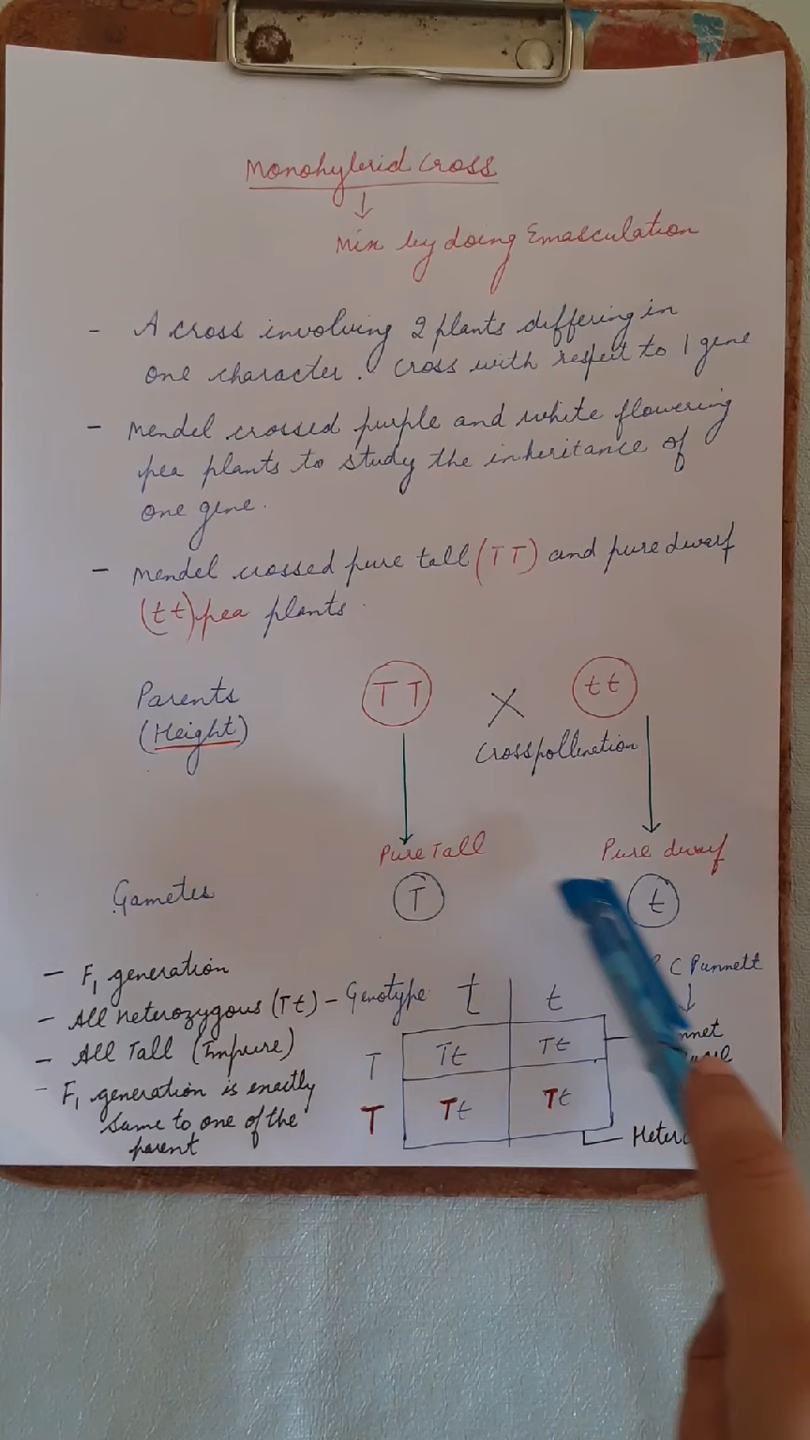 Monohybrid Cross
↓
Mix by doing Emasculation
- A cross involving 2 plants differing in
one character. Cross with respect to 1 gene
- Mendel crossed purple and white flowering
pea plants to study the inheritance of
one gene.
- Mendel crossed pure tall (TT) and pure dwarf
(tt) pea plants.
Parents
(Height)
TT × tt
Crosspollination
Pure Tall Pure dwarf
Gametes T t
C Punnett
↓
- F1 generation
- All heterozygous (Tt) - Genotype
- All Tall (Impure)
- F1 generation is exactly
same to one of the
parent
t t
T Tt Tt
T Tt Tt